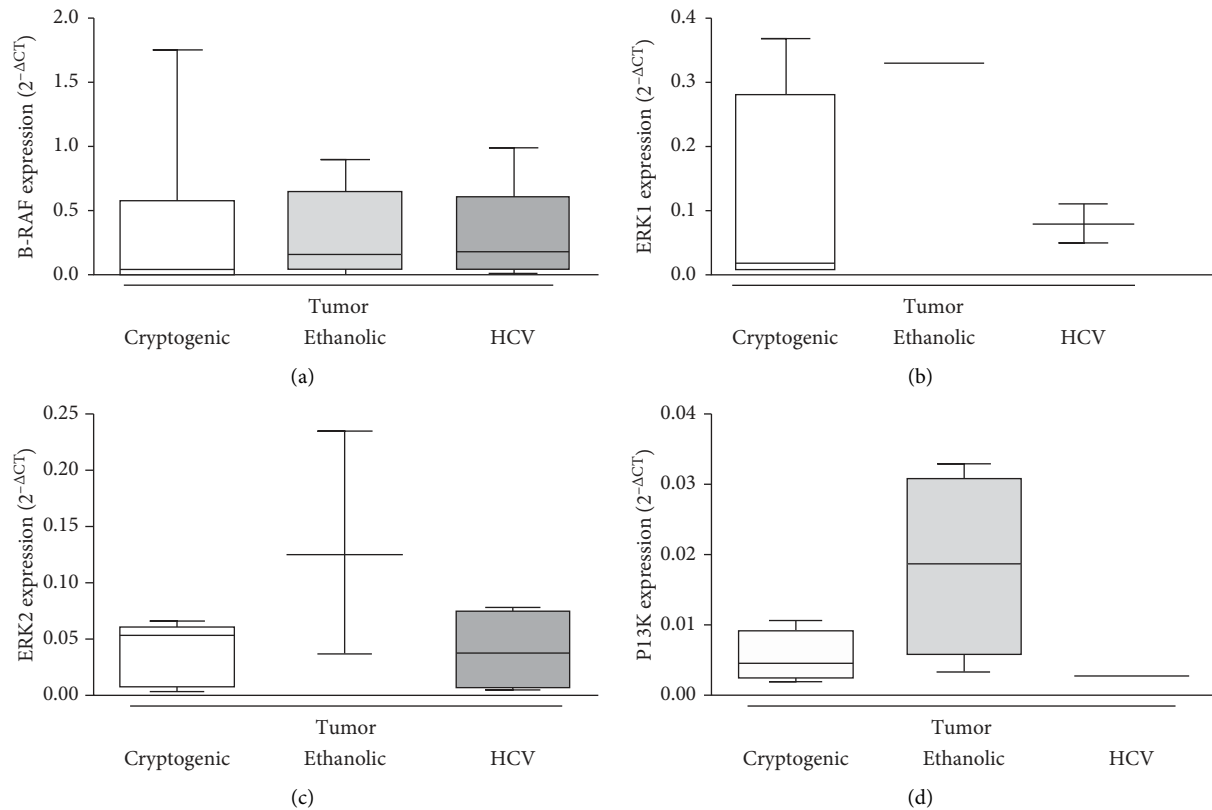 B-RAF expression (2^−ΔCT)
2.0
1.5
1.0
0.5
0.0
Tumor
Cryptogenic Ethanolic HCV
(a)
ERK1 expression (2^−ΔCT)
0.4
0.3
0.2
0.1
0.0
Tumor
Cryptogenic Ethanolic HCV
(b)
ERK2 expression (2^−ΔCT)
0.25
0.20
0.15
0.10
0.05
0.00
Tumor
Cryptogenic Ethanolic HCV
(c)
P13K expression (2^−ΔCT)
0.04
0.03
0.02
0.01
0.00
Tumor
Cryptogenic Ethanolic HCV
(d)